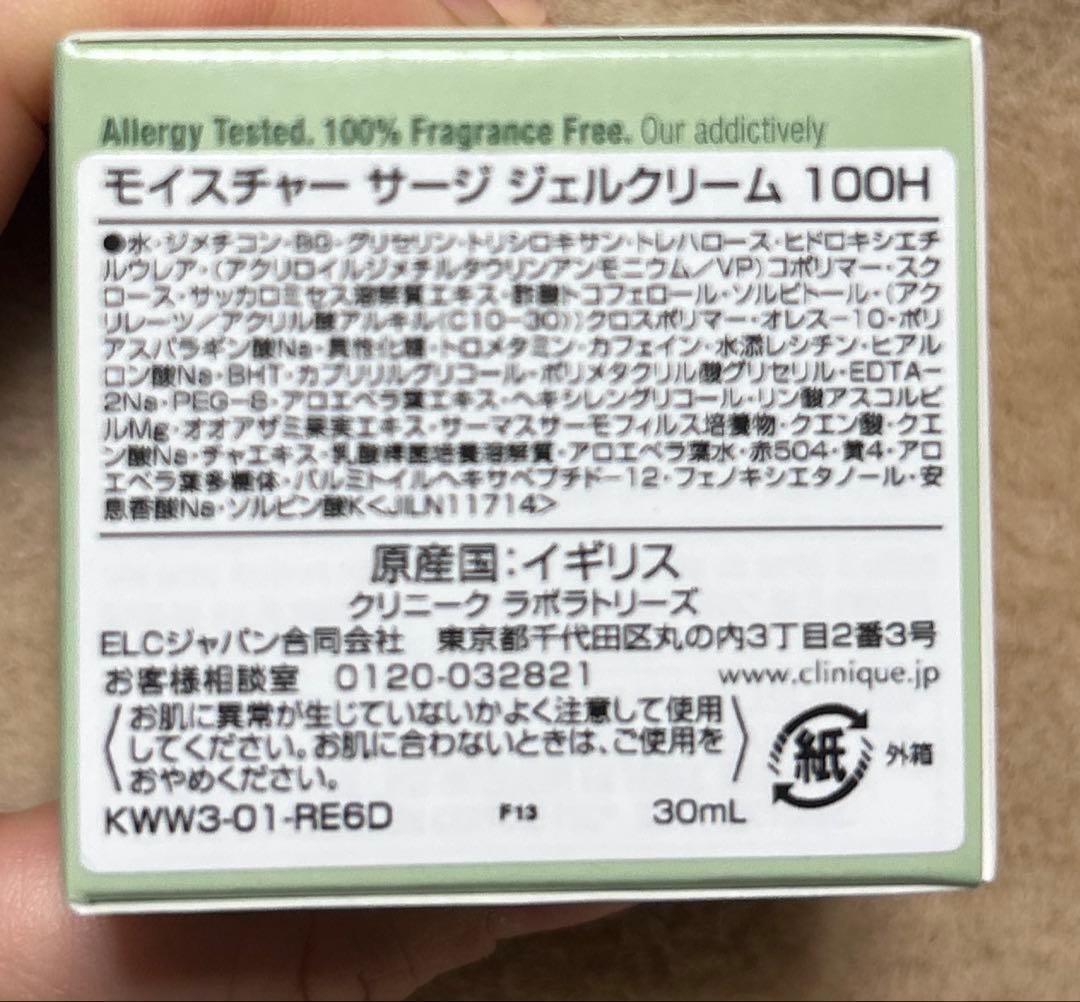 Allergy Tested. 100% Fragrance Free. Our addictively
モイスチャー サージ ジェルクリーム 100H
●水・ジメチコン・BG・グリセリン・トリシロキサン・トレハロース・ヒドロキシエチ
ルウレア・(アクリロイルジメチルタウリンアンモニウム/VP)コポリマー・スク
ロース・サッカロミセス溶解質エキス・酢酸トコフェロール・ソルビトール・(アク
リレーツ/アクリル酸アルキル(C10-30))クロスポリマー・オレス-10・ポリ
アスパラギン酸Na・異性化糖・トロメタミン・カフェイン・水添レシチン・ヒアル
ロン酸Na・BHT・カプリリルグリコール・ポリメタクリル酸グリセリル・EDTA-
2Na・PEG-8・アロエベラ葉エキス・ヘキシレングリコール・リン酸アスコルビ
ルMg・オオアザミ果実エキス・サーマスサーモフィルス培養物・クエン酸・クエ
ン酸Na・チャエキス・乳酸桿菌培養溶解質・アロエベラ葉水・赤504・黄4・アロ
エベラ葉多糖体・パルミトイルヘキサペプチド-12・フェノキシエタノール・安
息香酸Na・ソルビン酸K<JILN11714>
原産国:イギリス
クリニーク ラボラトリーズ
ELCジャパン合同会社 東京都千代田区丸の内3丁目2番3号
お客様相談室 0120-032821 www.clinique.jp
お肌に異常が生じていないかよく注意して使用
してください。お肌に合わないときは、ご使用を
おやめください。
紙 外箱
KWW3-01-RE6D F13 30mL